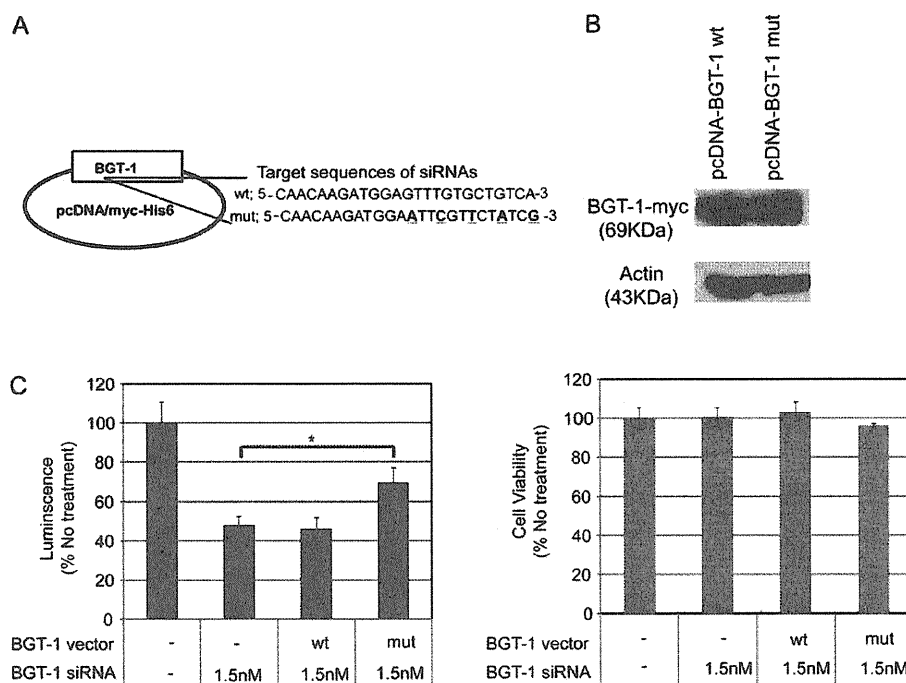 A
BGT-1
pcDNA/myc-His6
Target sequences of siRNAs
wt; 5-CAACAAGATGGAGTTTGTGCTGTCA-3
mut; 5-CAACAAGATGGAATTCGTTCTATCG-3
B
pcDNA-BGT-1 wt
pcDNA-BGT-1 mut
BGT-1-myc
(69KDa)
Actin
(43KDa)
C
Luminscence
(% No treatment)
120
100
80
60
40
20
0
*
BGT-1 vector - - wt mut
BGT-1 siRNA - 1.5nM 1.5nM 1.5nM
Cell Viability
(% No treatment)
120
100
80
60
40
20
0
BGT-1 vector - - wt mut
BGT-1 siRNA - 1.5nM 1.5nM 1.5nM